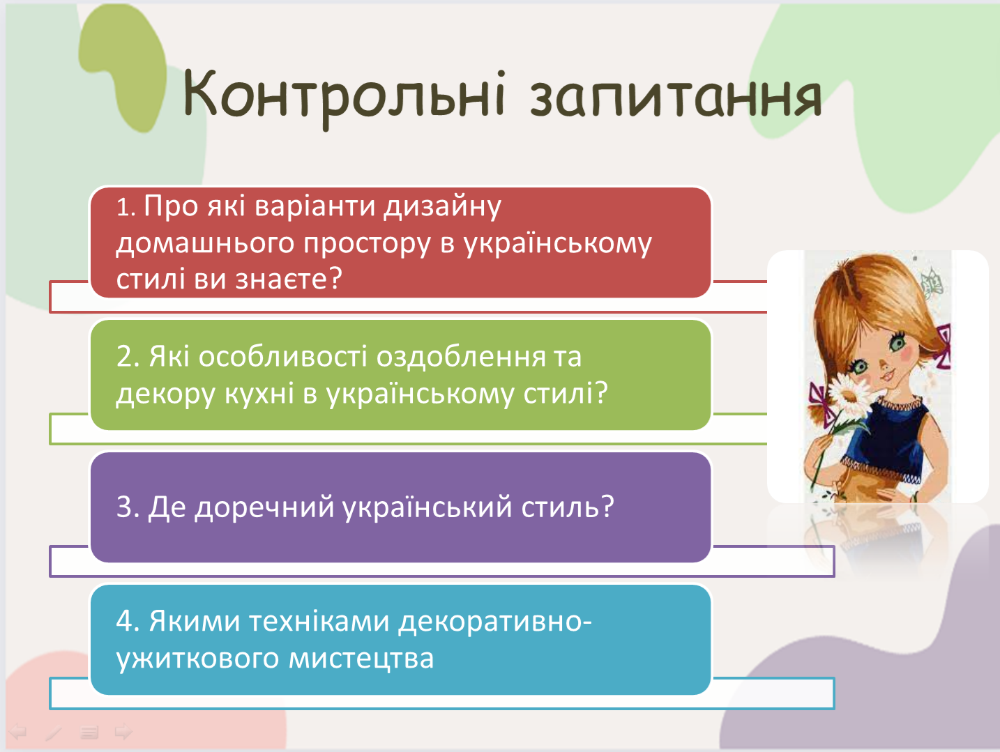 Контрольні запитання
1. Про які варіанти дизайну
домашнього простору в українському
стилі ви знаєте?
2. Які особливості оздоблення та
декору кухні в українському стилі?
3. Де доречний український стиль?
4. Якими техніками декоративно-
ужиткового мистецтва